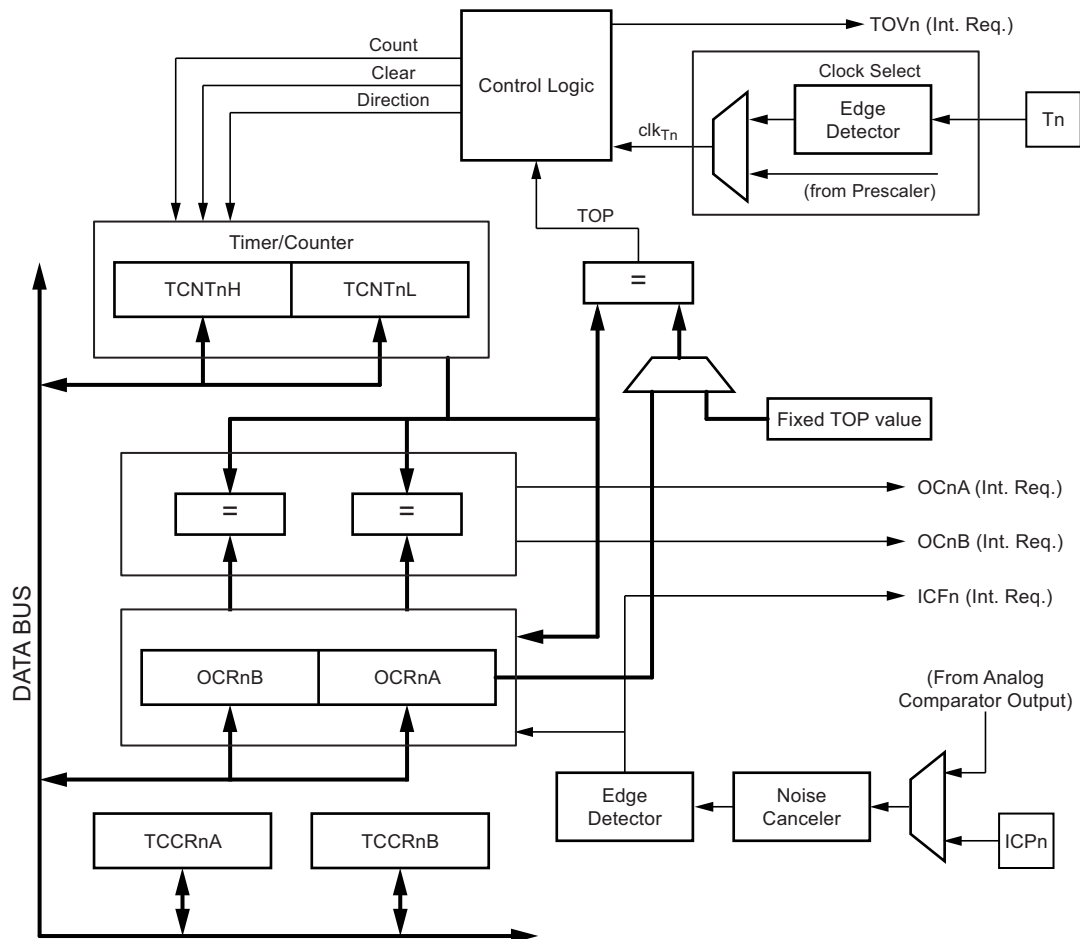 Count
Clear
Direction
Control Logic
TOVn (Int. Req.)
Clock Select
Edge
Detector
Tn
clkTn
(from Prescaler)
TOP
Timer/Counter
TCNTnH
TCNTnL
=
Fixed TOP value
=
=
OCnA (Int. Req.)
OCnB (Int. Req.)
ICFn (Int. Req.)
DATA BUS
OCRnB
OCRnA
(From Analog
Comparator Output)
Edge
Detector
Noise
Canceler
ICPn
TCCRnA
TCCRnB